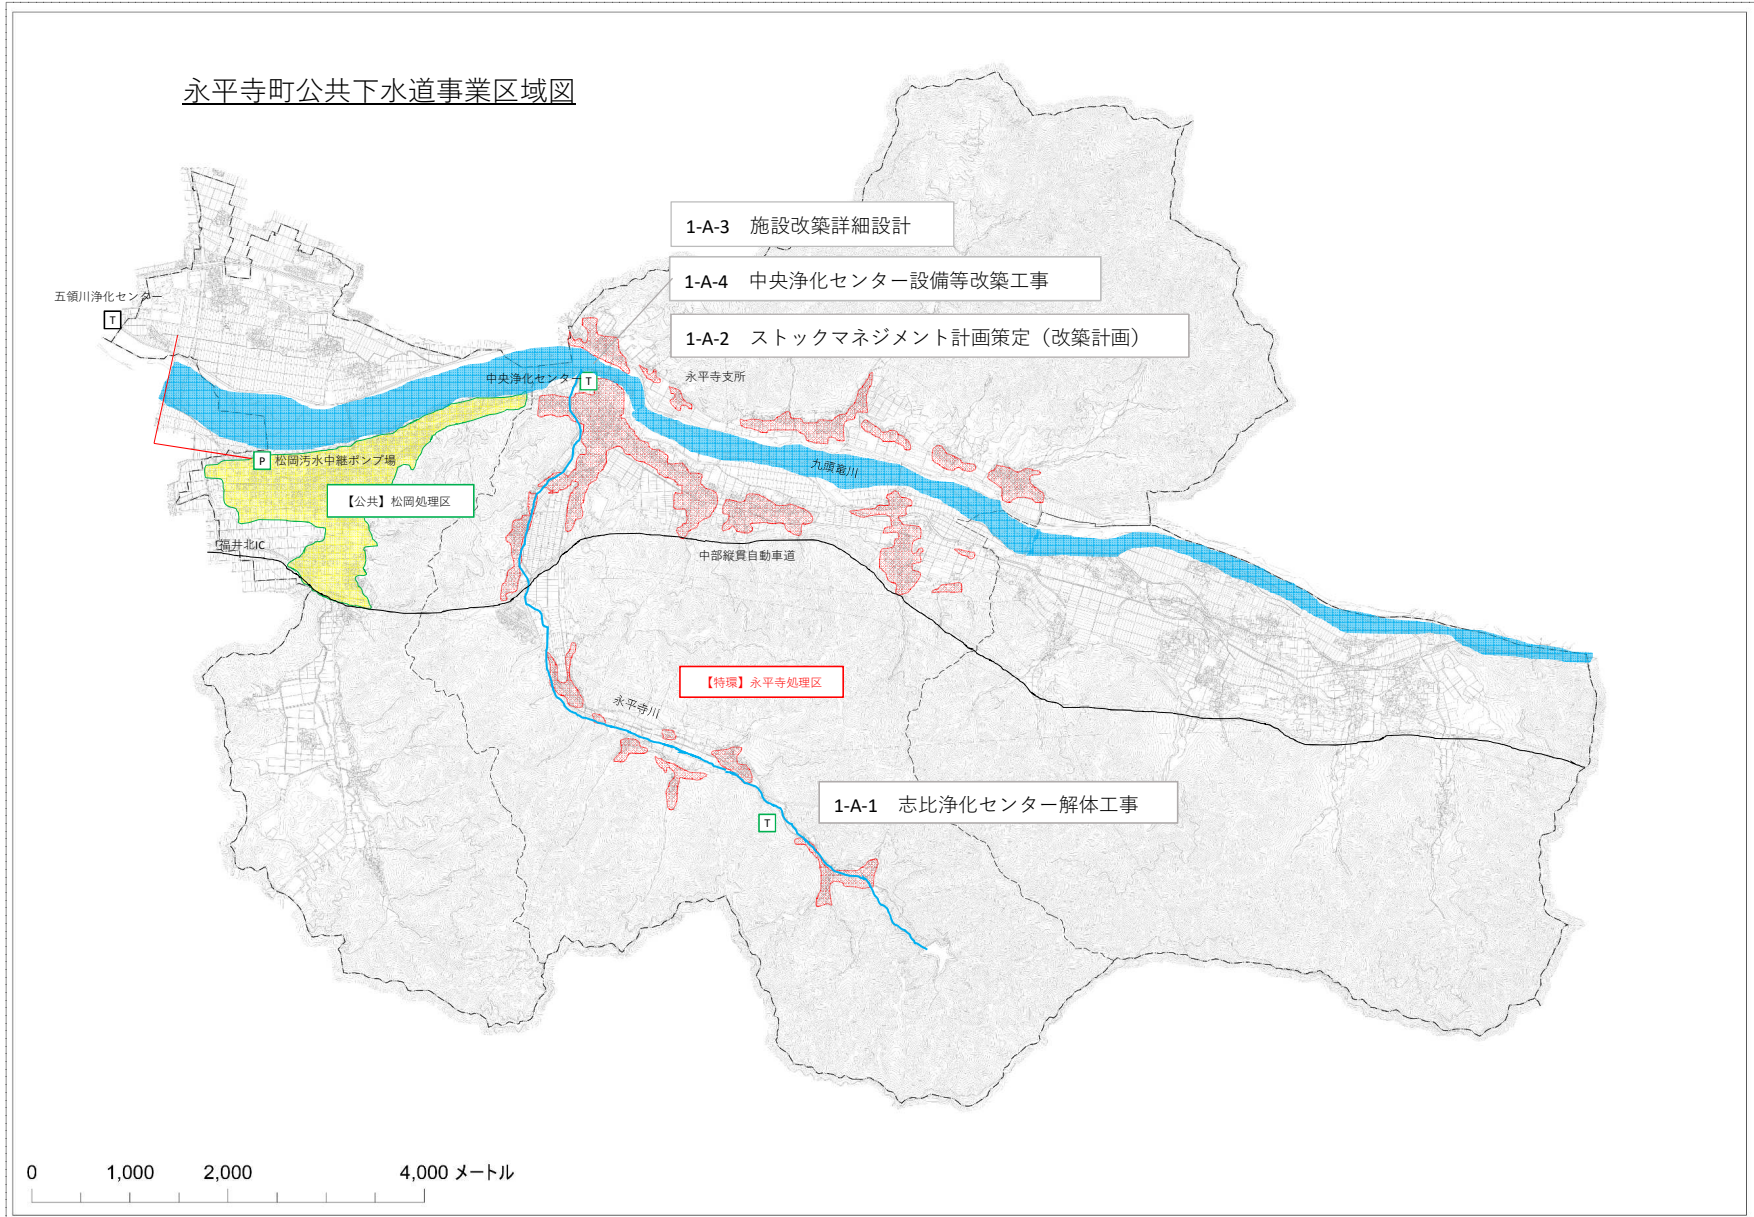 永平寺町公共下水道事業区域図
1-A-3 施設改築詳細設計
1-A-4 中央浄化センター設備等改築工事
1-A-2 ストックマネジメント計画策定（改築計画）
五領川浄化センター
T
中央浄化センター
T
永平寺支所
P
松岡汚水中継ポンプ場
九頭竜川
【公共】松岡処理区
福井北IC
中部縦貫自動車道
【特環】永平寺処理区
永平寺川
1-A-1 志比浄化センター解体工事
T
0 1,000 2,000 4,000 メートル